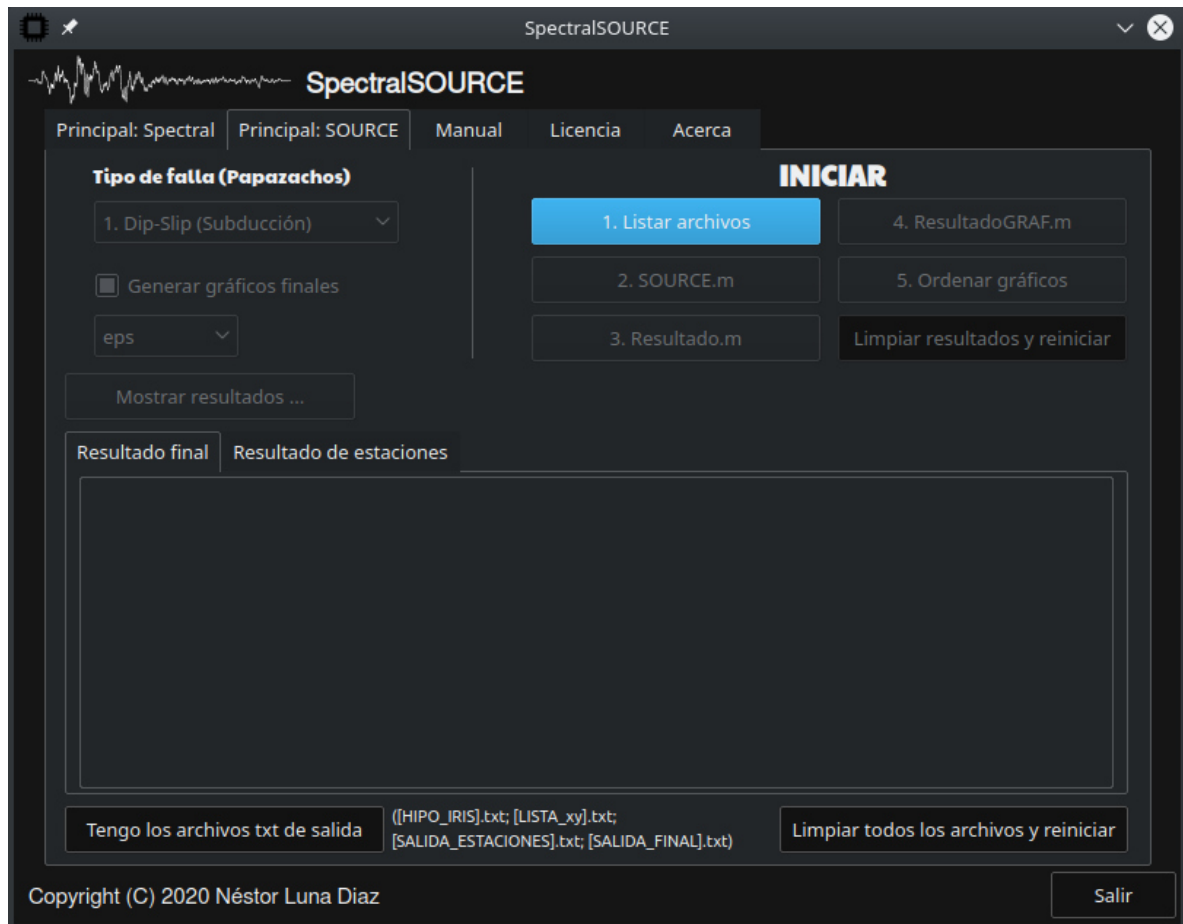 SpectralSOURCE
SpectralSOURCE
Principal: Spectral
Principal: SOURCE
Manual
Licencia
Acerca
Tipo de falla (Papazachos)
1. Dip-Slip (Subducción)
Generar gráficos finales
eps
INICIAR
1. Listar archivos
4. ResultadoGRAF.m
2. SOURCE.m
5. Ordenar gráficos
3. Resultado.m
Limpiar resultados y reiniciar
Mostrar resultados ...
Resultado final
Resultado de estaciones
Tengo los archivos txt de salida
([HIPO_IRIS].txt; [LISTA_xy].txt;
[SALIDA_ESTACIONES].txt; [SALIDA_FINAL].txt)
Limpiar todos los archivos y reiniciar
Copyright (C) 2020 Néstor Luna Diaz
Salir